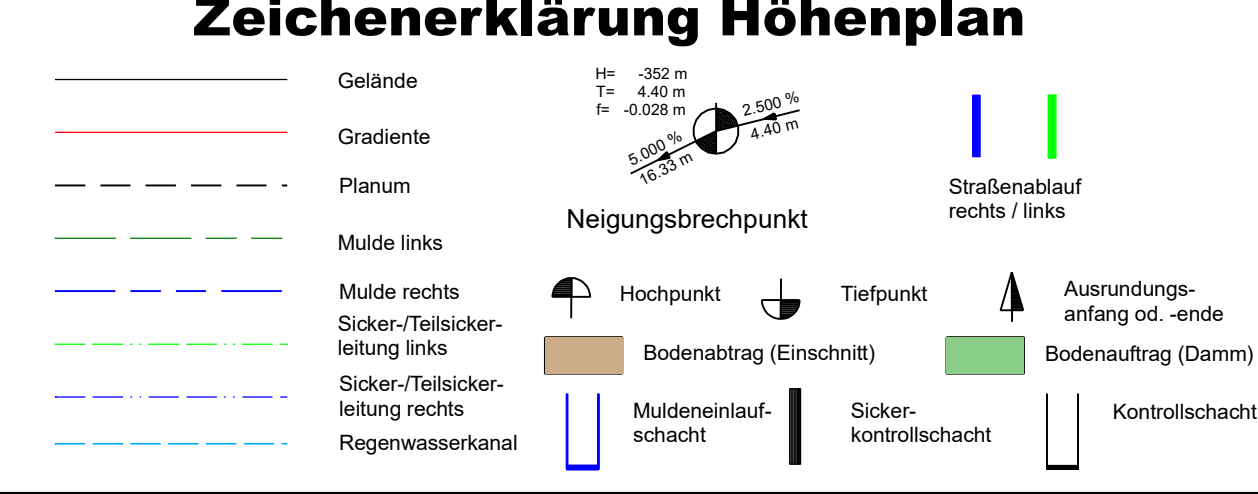 Zeichenerklärung Höhenplan
Gelände
Gradiente
Planum
Mulde links
Mulde rechts
Sicker-/Teilsicker-
leitung links
Sicker-/Teilsicker-
leitung rechts
Regenwasserkanal
H= -352 m
T= 4.40 m
f= -0.028 m
2.500 %
4.40 m
5.000 %
16.33 m
Neigungsbrechpunkt
Straßenablauf
rechts / links
Hochpunkt
Tiefpunkt
Ausrundungs-
anfang od. -ende
Bodenabtrag (Einschnitt)
Bodenauftrag (Damm)
Muldeneinlauf-
schacht
Sicker-
kontrollschacht
Kontrollschacht